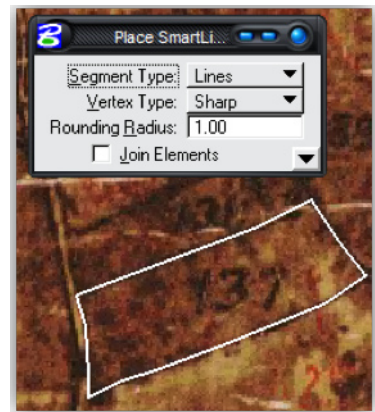 Place SmartLi...
Segment Type: Lines
Vertex Type: Sharp
Rounding Radius: 1.00
Join Elements
137